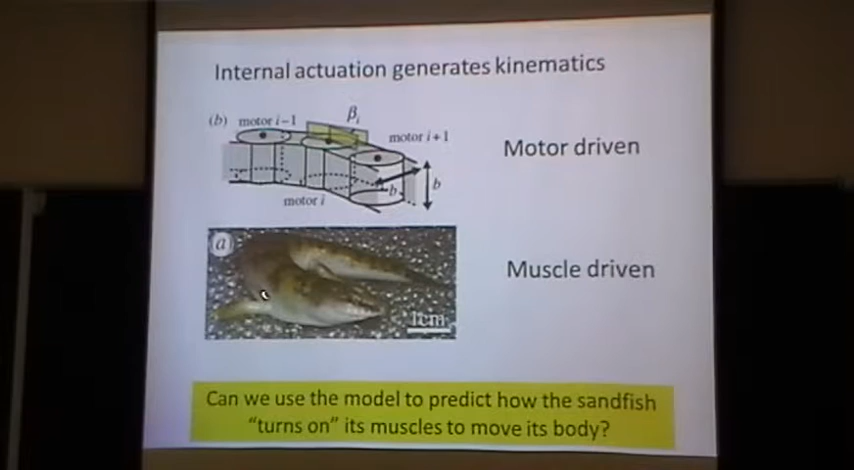 Internal actuation generates kinematics
(b) motor i–1
βi
motor i+1
Motor driven
b
b
motor i
a
Muscle driven
1cm
Can we use the model to predict how the sandfish
“turns on” its muscles to move its body?